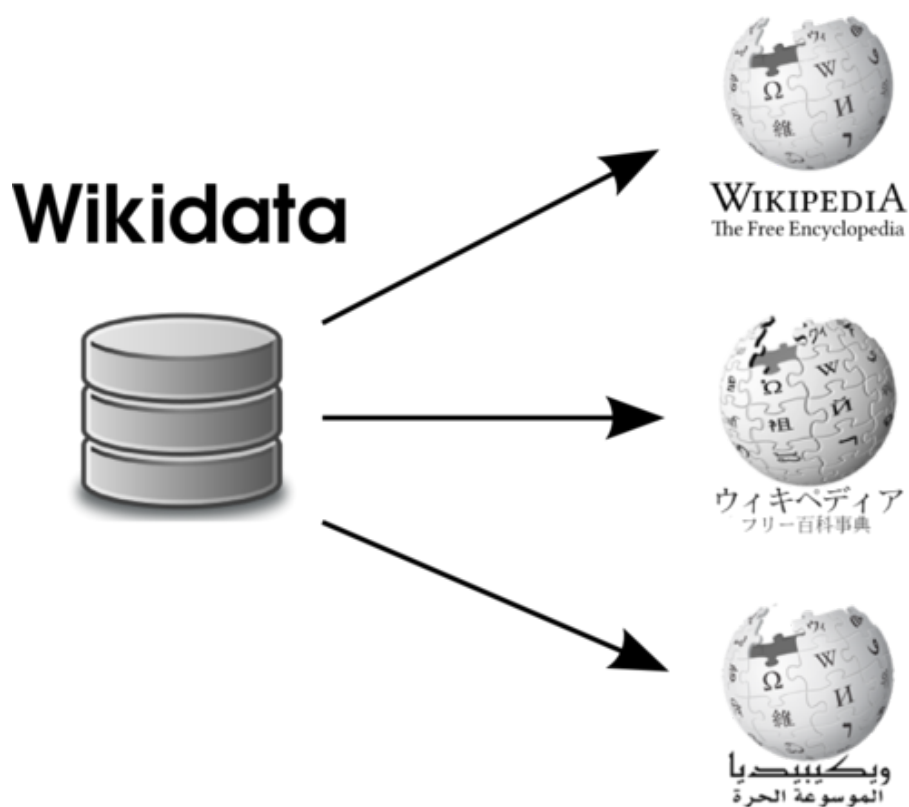 Wikidata
WIKIPEDIA
The Free Encyclopedia
ウィキペディア
フリー百科事典
ويكيبيديا
الموسوعة الحرة